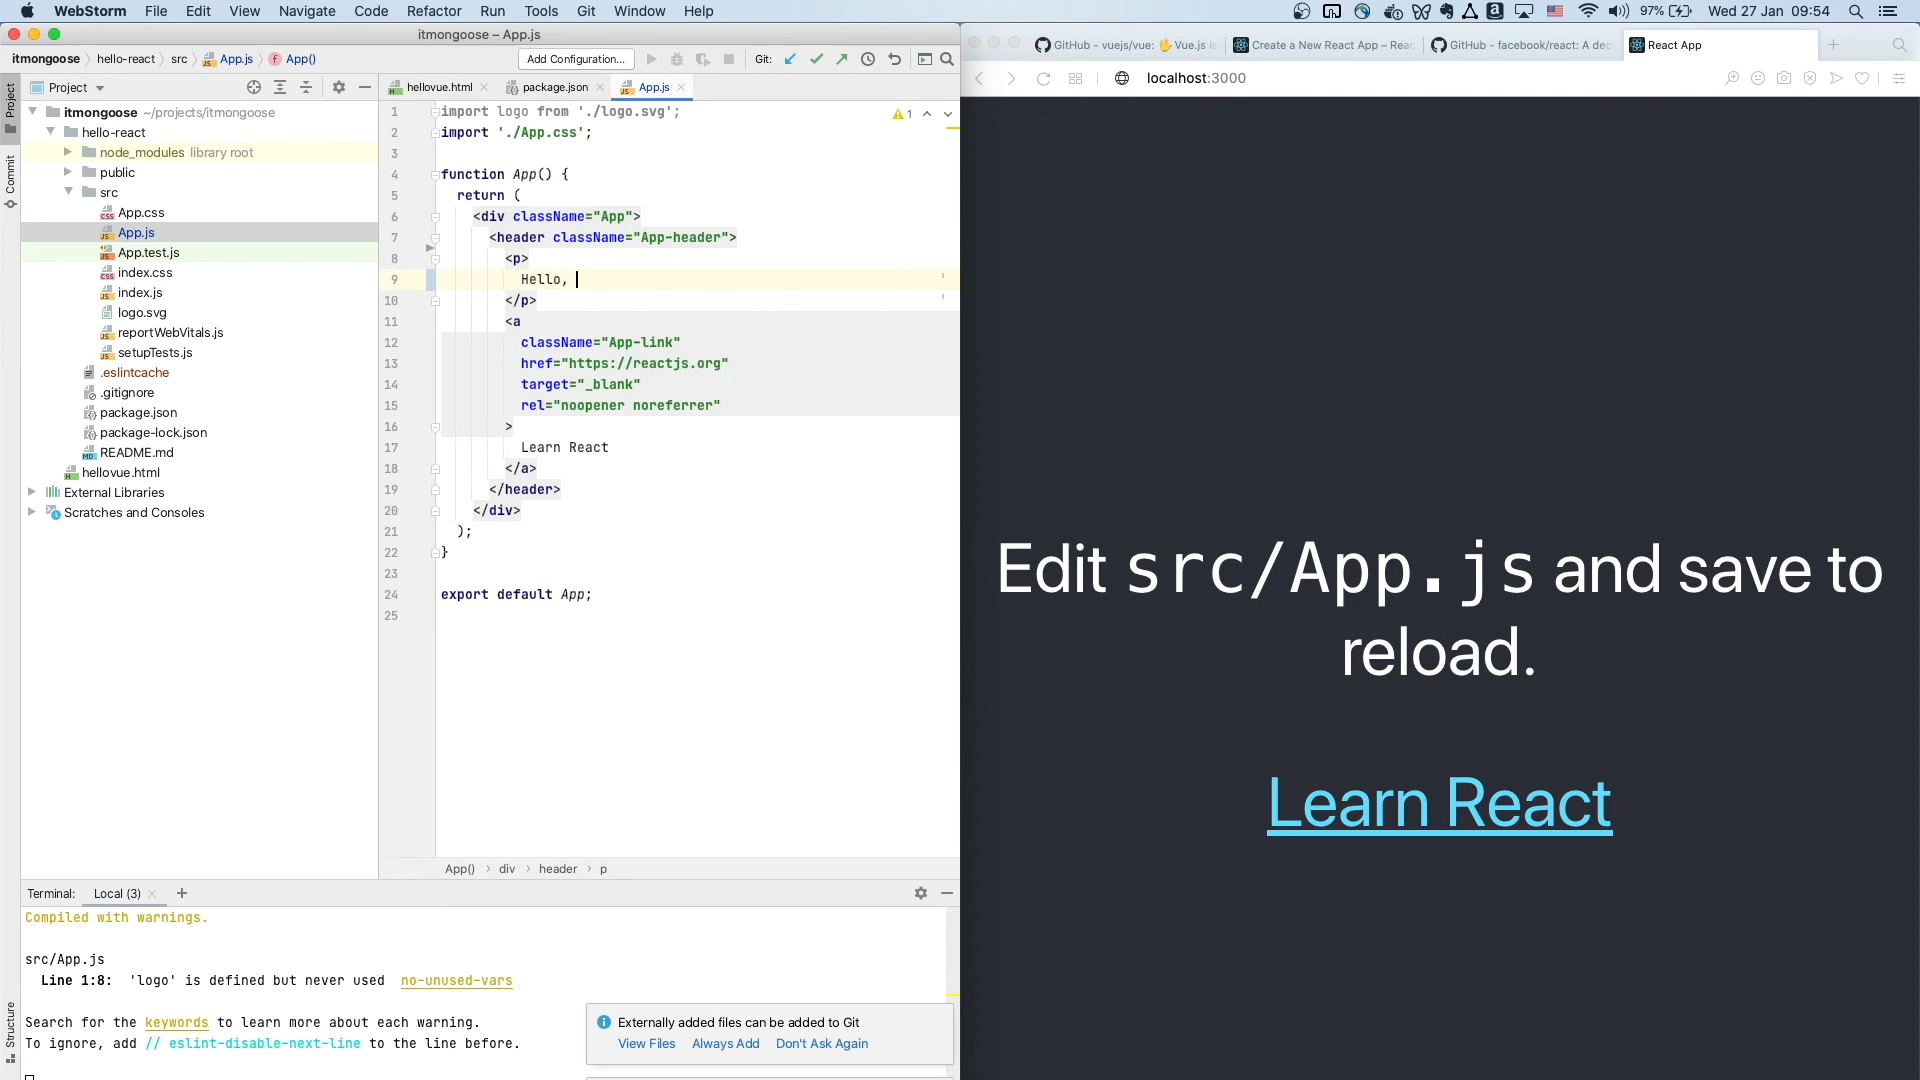 WebStorm File Edit View Navigate Code Refactor Run Tools Git Window Help 97% Wed 27 Jan 09:54
itmongoose – App.js
itmongoose hello-react src App.js App() Add Configuration... Git:
Project
hellovue.html package.json App.js
itmongoose ~/projects/itmongoose
hello-react
node_modules library root
public
src
App.css
App.js
App.test.js
index.css
index.js
logo.svg
reportWebVitals.js
setupTests.js
.eslintcache
.gitignore
package.json
package-lock.json
README.md
hellovue.html
External Libraries
Scratches and Consoles
Project
Commit
Structure
1 import logo from './logo.svg';
1
2 import './App.css';
3
4 function App() {
5 return (
6 <div className="App">
7 <header className="App-header">
8 <p>
9 Hello,
10 </p>
11 <a
12 className="App-link"
13 href="https://reactjs.org"
14 target="_blank"
15 rel="noopener noreferrer"
16 >
17 Learn React
18 </a>
19 </header>
20 </div>
21 );
22 }
23
24 export default App;
25
App() div header p
Terminal: Local (3)
Compiled with warnings.
src/App.js
Line 1:8: 'logo' is defined but never used no-unused-vars
Search for the keywords to learn more about each warning.
To ignore, add // eslint-disable-next-line to the line before.
Externally added files can be added to Git
View Files Always Add Don't Ask Again
GitHub - vuejs/vue: 🖖 Vue.js is Create a New React App – Reac GitHub - facebook/react: A dec React App
localhost:3000
Edit src/App.js and save to
reload.
Learn React